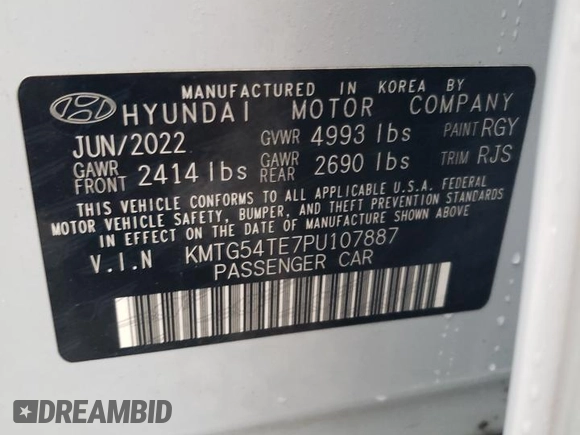 MANUFACTURED IN KOREA BY
HYUNDAI MOTOR COMPANY
JUN/2022 GVWR 4993 lbs PAINT RGY
GAWR FRONT 2414 lbs GAWR REAR 2690 lbs TRIM RJS
THIS VEHICLE CONFORMS TO ALL APPLICABLE U.S.A. FEDERAL
MOTOR VEHICLE SAFETY, BUMPER, AND THEFT PREVENTION STANDARDS
IN EFFECT ON THE DATE OF MANUFACTURE SHOWN ABOVE
V.I.N KMTG54TE7PU107887
PASSENGER CAR
DREAMBID